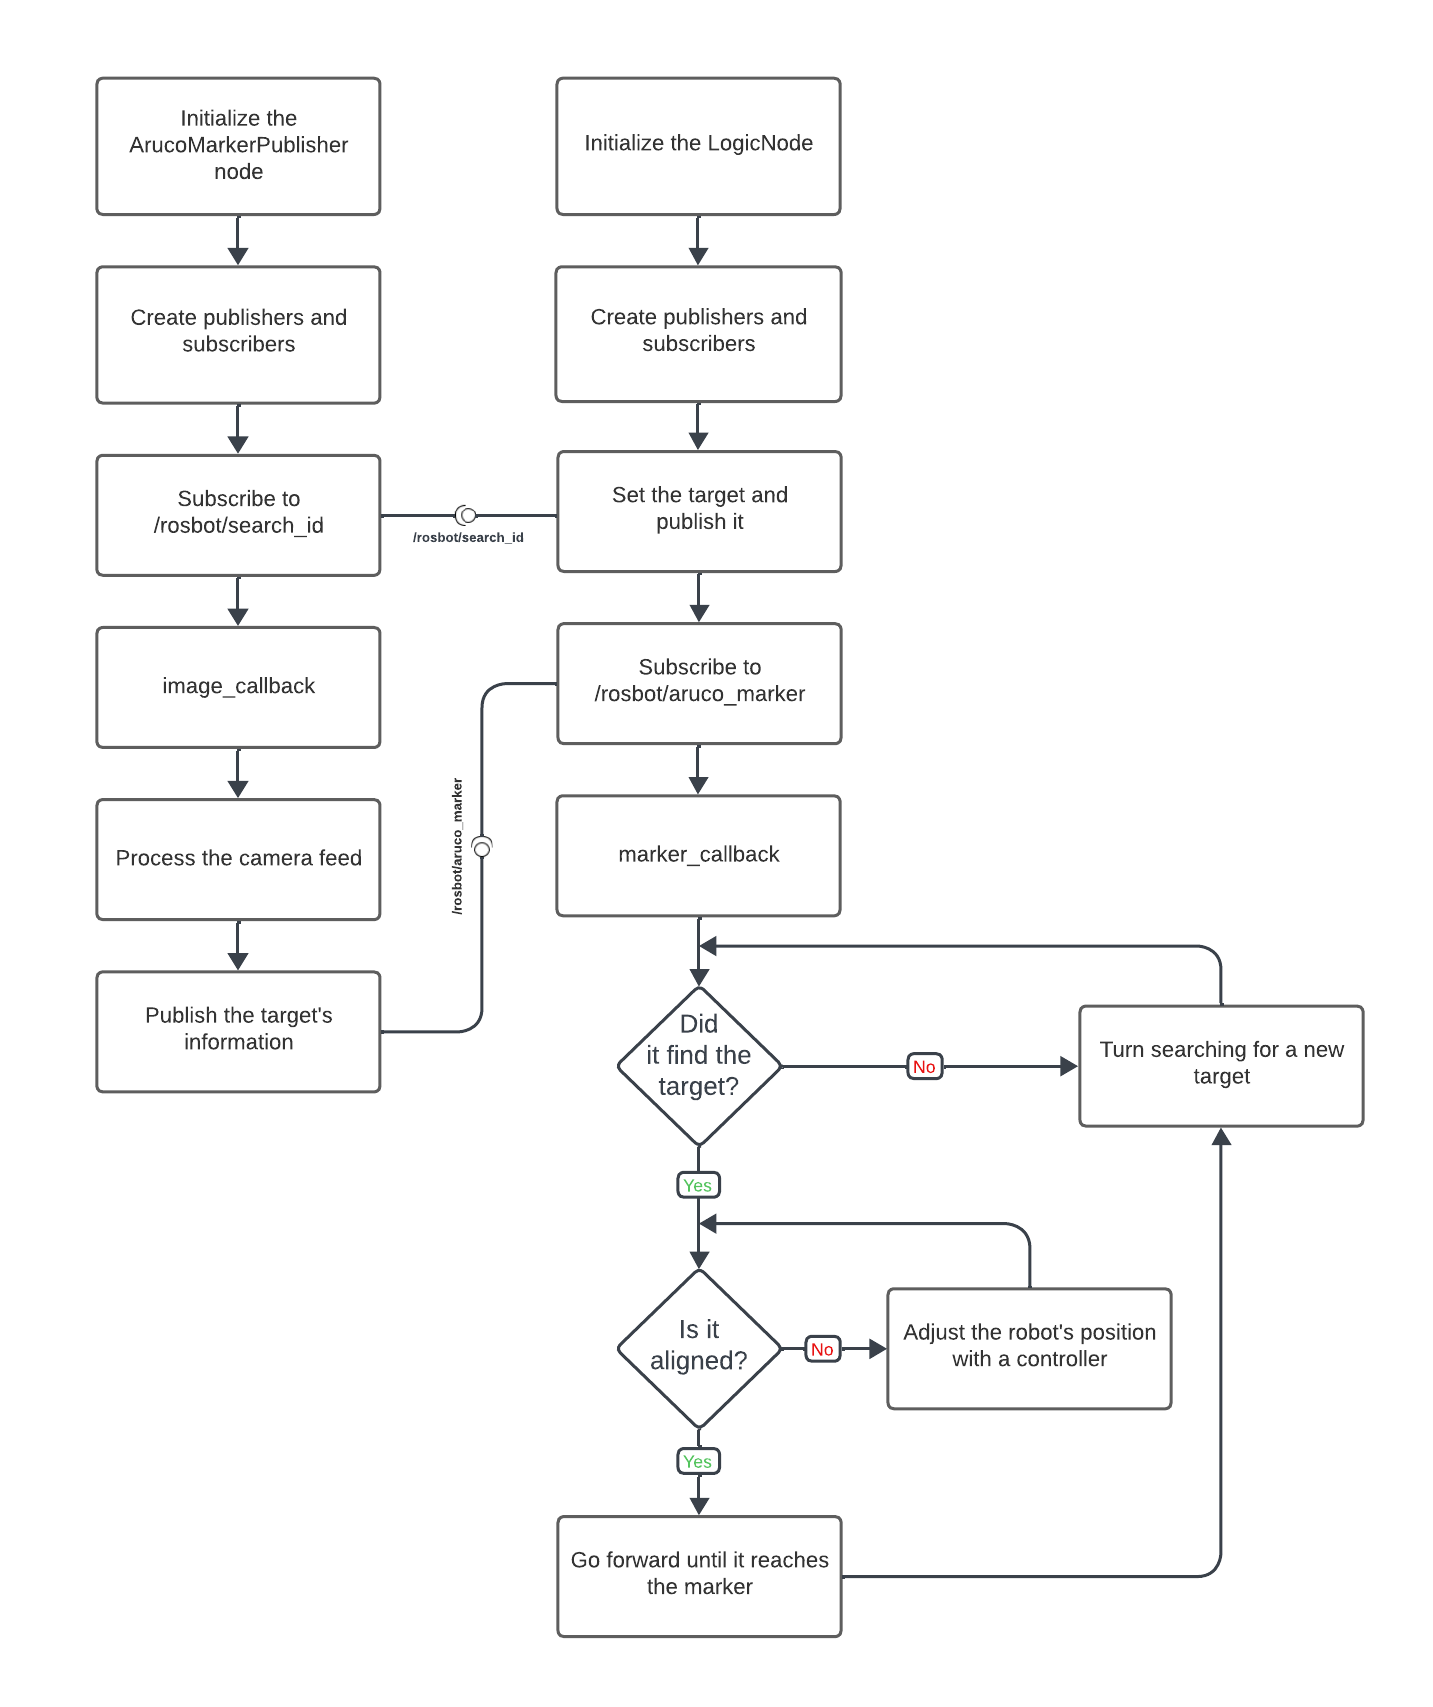 Initialize the
ArucoMarkerPublisher
node
Create publishers and
subscribers
Subscribe to
/rosbot/search_id
image_callback
Process the camera feed
Publish the target's
information
/rosbot/search_id
/rosbot/aruco_marker
Initialize the LogicNode
Create publishers and
subscribers
Set the target and
publish it
Subscribe to
/rosbot/aruco_marker
marker_callback
Did
it find the
target?
No
Turn searching for a new
target
Yes
Is it
aligned?
No
Adjust the robot's position
with a controller
Yes
Go forward until it reaches
the marker